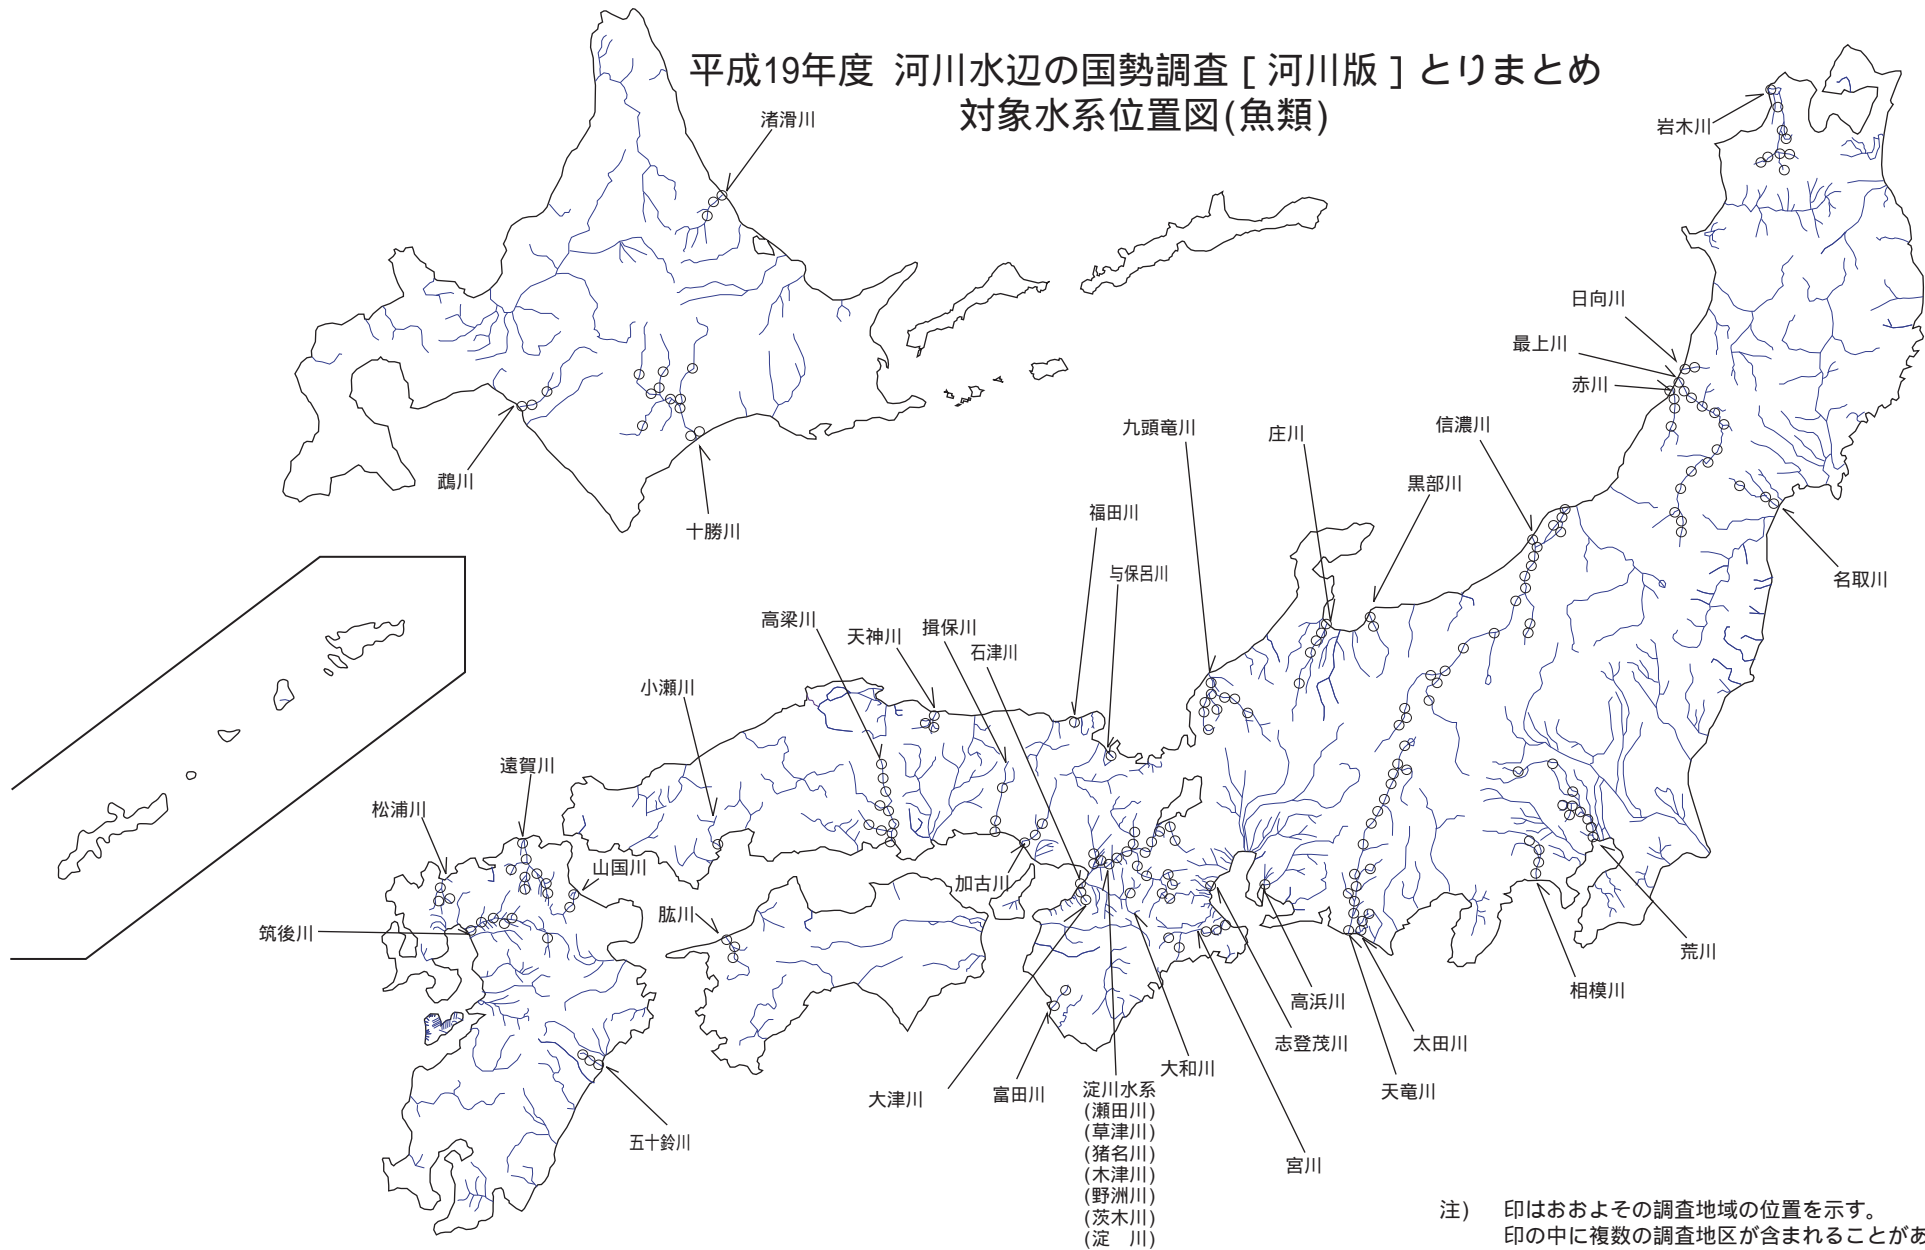 平成19年度 河川水辺の国勢調査 [ 河川版 ] とりまとめ
対象水系位置図(魚類)
渚滑川
鵡川
十勝川
岩木川
日向川
最上川
赤川
名取川
信濃川
黒部川
庄川
九頭竜川
福田川
与保呂川
石津川
揖保川
天神川
高梁川
小瀬川
遠賀川
松浦川
山国川
筑後川
肱川
加古川
五十鈴川
大津川
富田川
淀川水系
(瀬田川)
(草津川)
(猪名川)
(木津川)
(野洲川)
(茨木川)
(淀 川)
大和川
宮川
志登茂川
高浜川
天竜川
太田川
相模川
荒川
注) 印はおおよその調査地域の位置を示す。
印の中に複数の調査地区が含まれることがあ